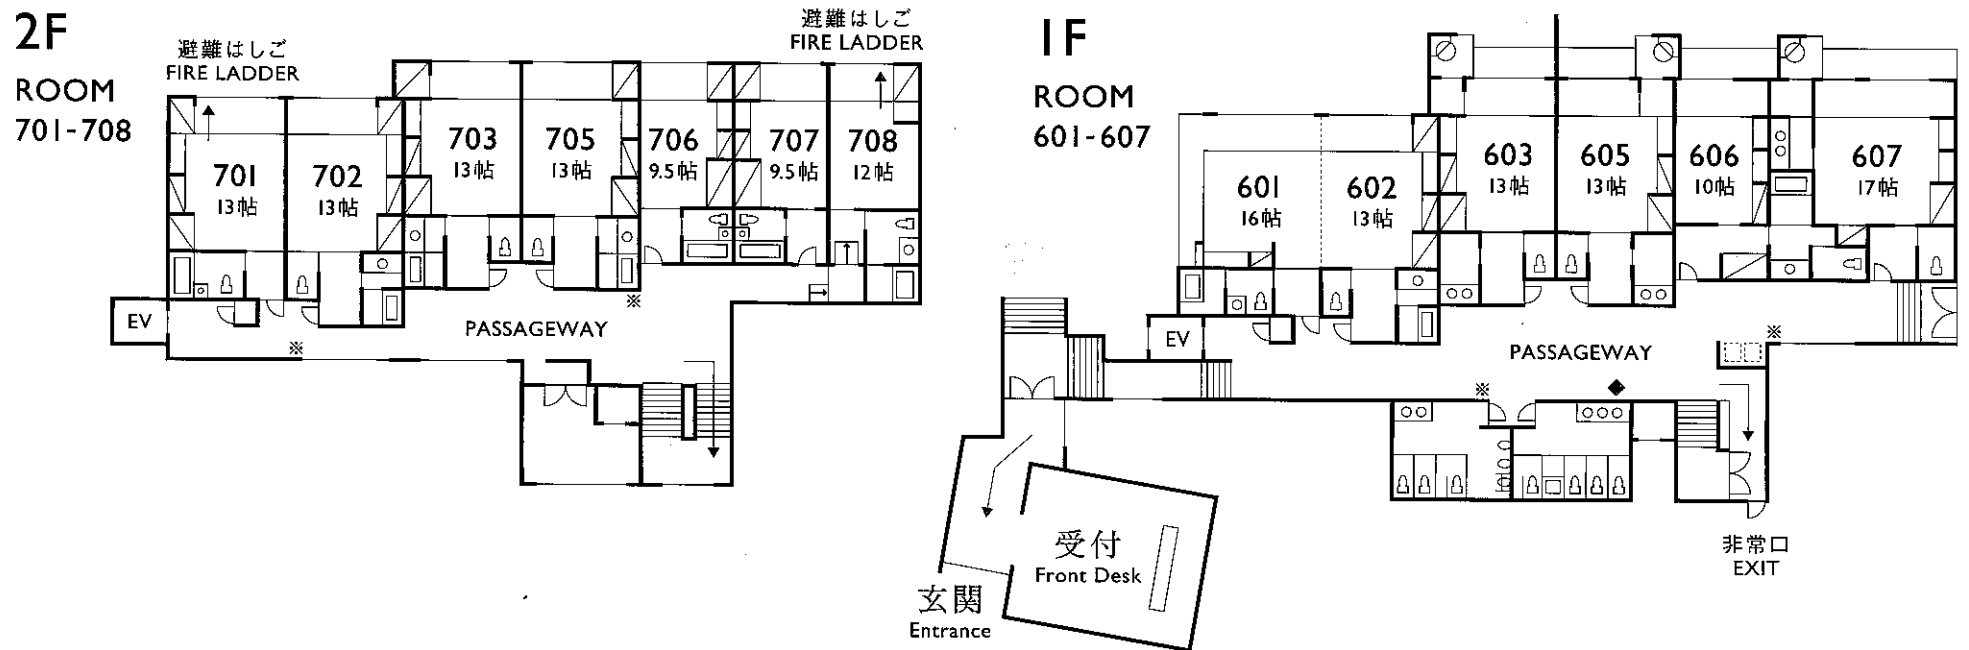 2F
ROOM
701-708
避難はしご
FIRE LADDER
避難はしご
FIRE LADDER
701
13帖
702
13帖
703
13帖
705
13帖
706
9.5帖
707
9.5帖
708
12帖
EV
※
※
PASSAGEWAY
1F
ROOM
601-607
601
16帖
602
13帖
603
13帖
605
13帖
606
10帖
607
17帖
EV
PASSAGEWAY
※
※
受付
Front Desk
玄関
Entrance
非常口
EXIT